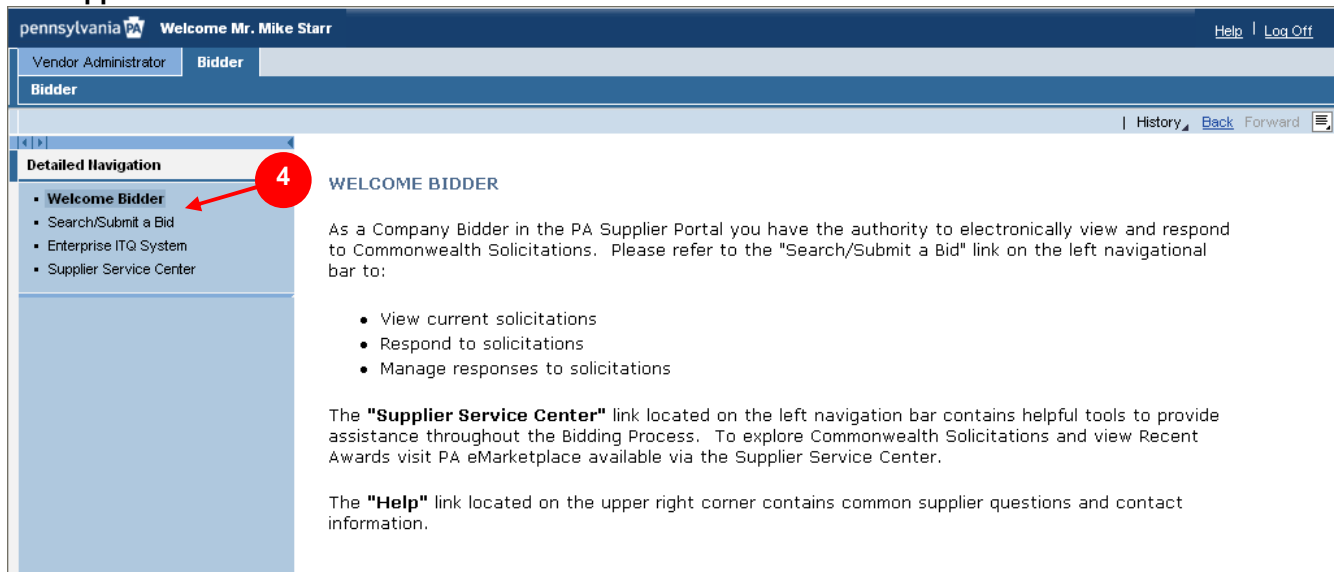 pennsylvania PA Welcome Mr. Mike Starr Help | Log Off
Vendor Administrator Bidder
Bidder
| History Back Forward
Detailed Navigation
4
• Welcome Bidder
• Search/Submit a Bid
• Enterprise ITQ System
• Supplier Service Center
WELCOME BIDDER
As a Company Bidder in the PA Supplier Portal you have the authority to electronically view and respond
to Commonwealth Solicitations. Please refer to the "Search/Submit a Bid" link on the left navigational
bar to:
• View current solicitations
• Respond to solicitations
• Manage responses to solicitations
The "Supplier Service Center" link located on the left navigation bar contains helpful tools to provide
assistance throughout the Bidding Process. To explore Commonwealth Solicitations and view Recent
Awards visit PA eMarketplace available via the Supplier Service Center.
The "Help" link located on the upper right corner contains common supplier questions and contact
information.